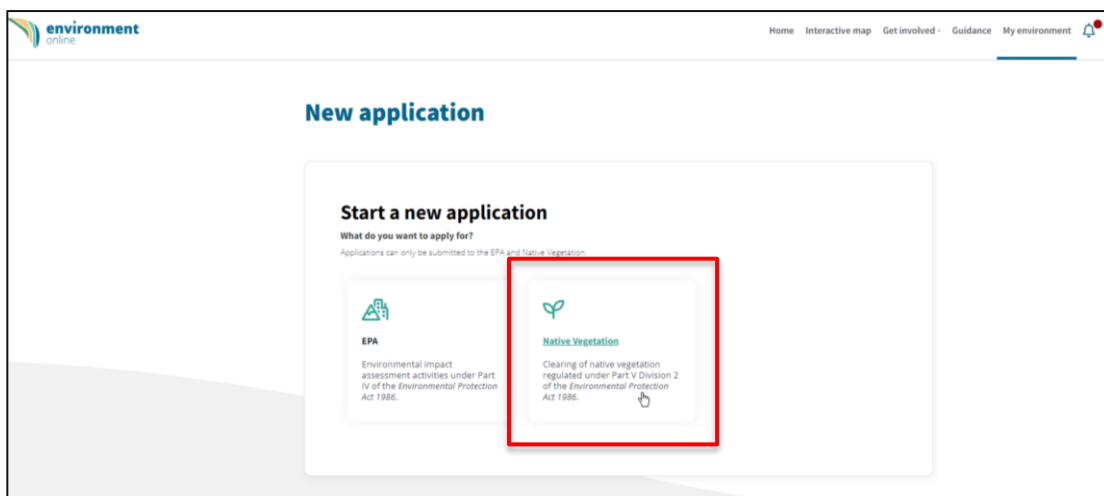 environment
online
Home Interactive map Get involved - Guidance My environment
New application
Start a new application
What do you want to apply for?
Applications can only be submitted to the EPA and Native Vegetation
EPA
Environmental impact
assessment activities under Part
IV of the Environmental Protection
Act 1986.
Native Vegetation
Clearing of native vegetation
regulated under Part V Division 2
of the Environmental Protection
Act 1986.